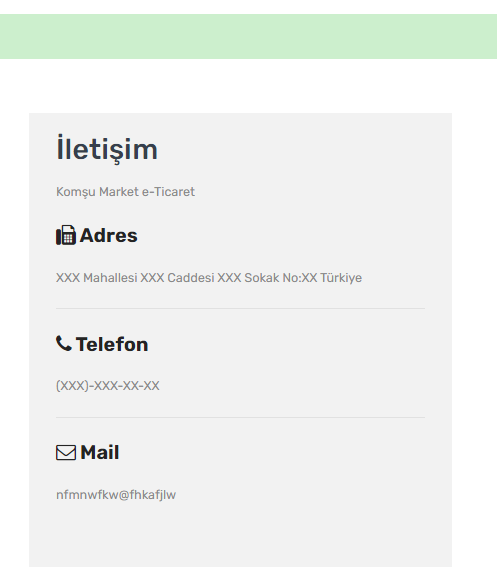 İletişim
Komşu Market e-Ticaret
Adres
XXX Mahallesi XXX Caddesi XXX Sokak No:XX Türkiye
Telefon
(XXX)-XXX-XX-XX
Mail
nfmnwfkw@fhkafjlw